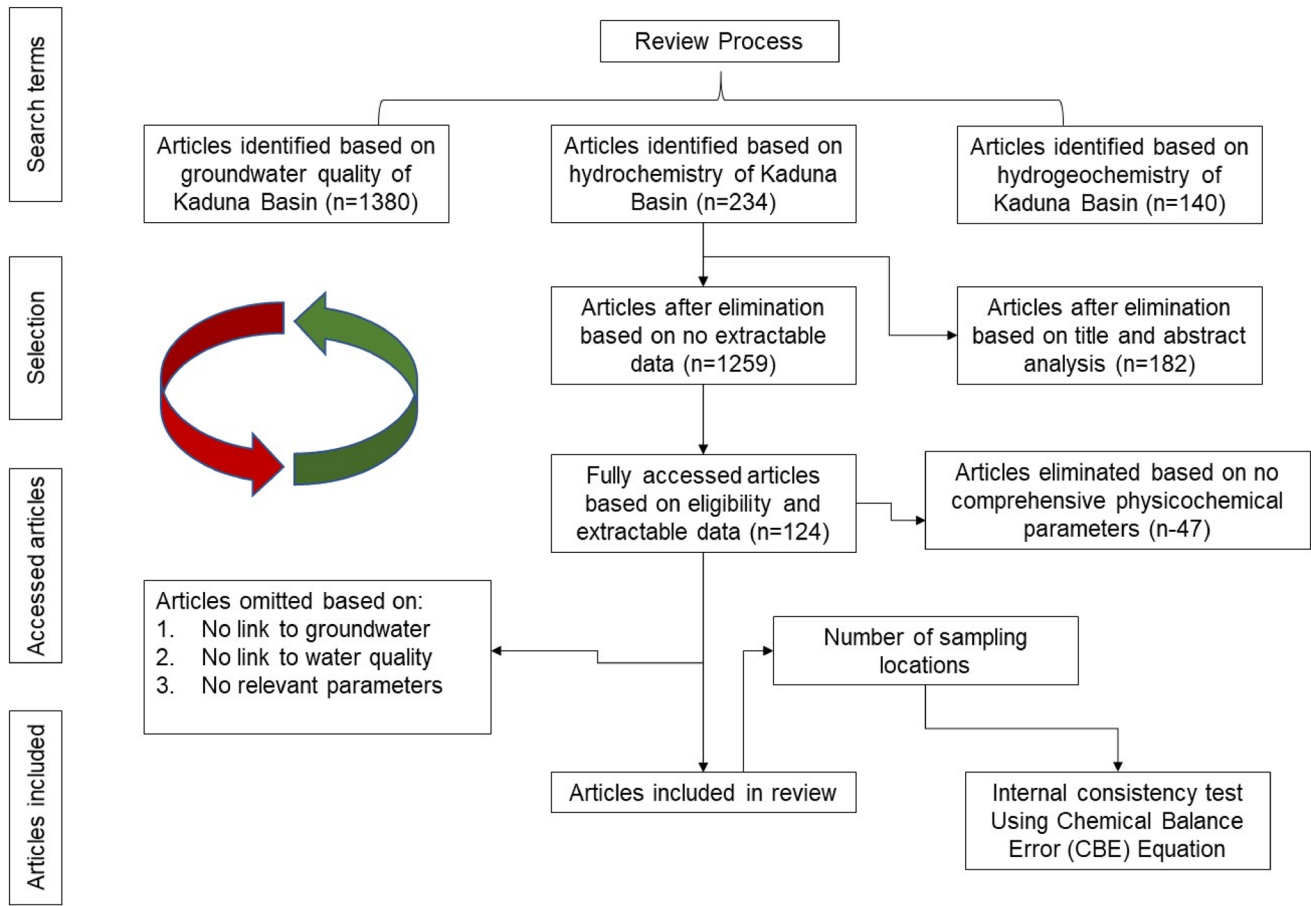 Search terms
Review Process
Articles identified based on
groundwater quality of
Kaduna Basin (n=1380)
Articles identified based on
hydrochemistry of Kaduna
Basin (n=234)
Articles identified based on
hydrogeochemistry of
Kaduna Basin (n=140)
Selection
Articles after elimination
based on no extractable
data (n=1259)
Articles after elimination
based on title and abstract
analysis (n=182)
Accessed articles
Fully accessed articles
based on eligibility and
extractable data (n=124)
Articles eliminated based on no
comprehensive physicochemical
parameters (n-47)
Articles omitted based on:
1. No link to groundwater
2. No link to water quality
3. No relevant parameters
Number of sampling
locations
Articles included
Articles included in review
Internal consistency test
Using Chemical Balance
Error (CBE) Equation